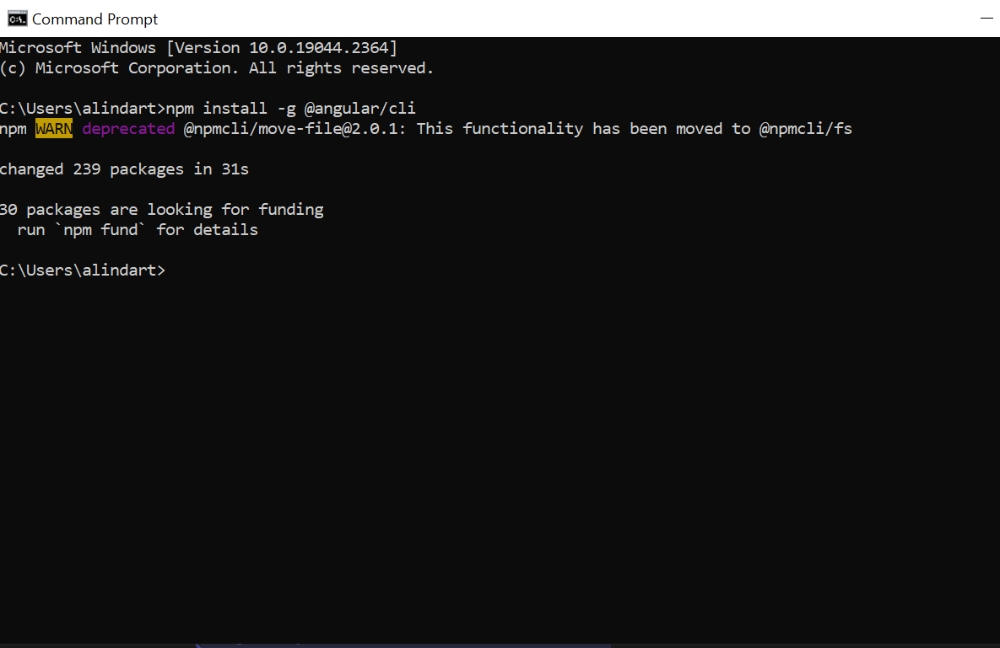 Command Prompt
Microsoft Windows [Version 10.0.19044.2364]
(c) Microsoft Corporation. All rights reserved.
C:\Users\alindart>npm install -g @angular/cli
npm WARN deprecated @npmcli/move-file@2.0.1: This functionality has been moved to @npmcli/fs
changed 239 packages in 31s
30 packages are looking for funding
run `npm fund` for details
C:\Users\alindart>